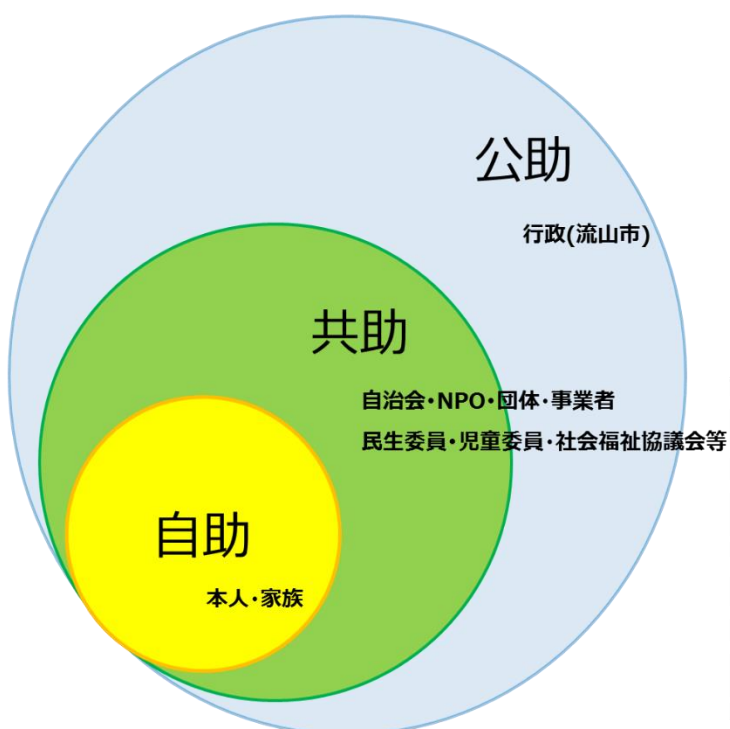 公助
行政(流山市)
共助
自治会・NPO・団体・事業者
民生委員・児童委員・社会福祉協議会等
自助
本人・家族